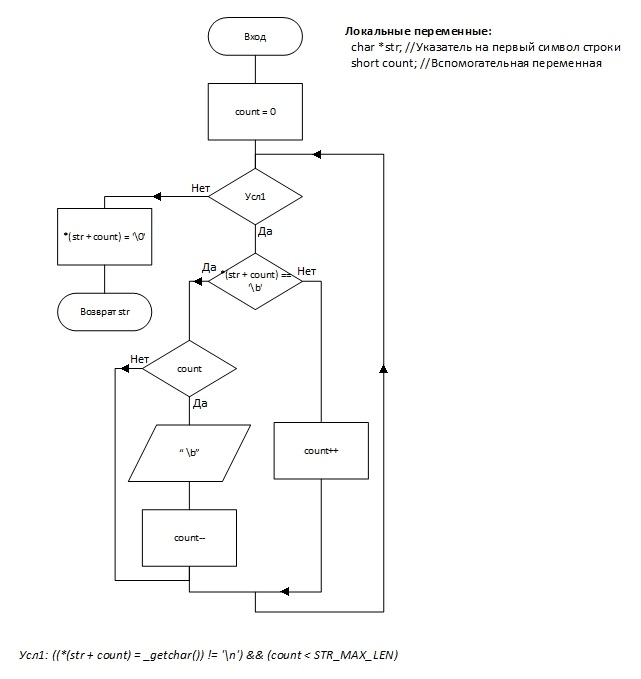 Вход
Локальные переменные:
char *str; //Указатель на первый символ строки
short count; //Вспомогательная переменная
count = 0
Нет
Усл1
*(str + count) = '\0'
Да
Да
*(str + count) ==
'\b'
Нет
Возврат str
Нет
count
Да
" \b"
count++
count--
Усл1: ((*(str + count) = _getchar()) != '\n') && (count < STR_MAX_LEN)